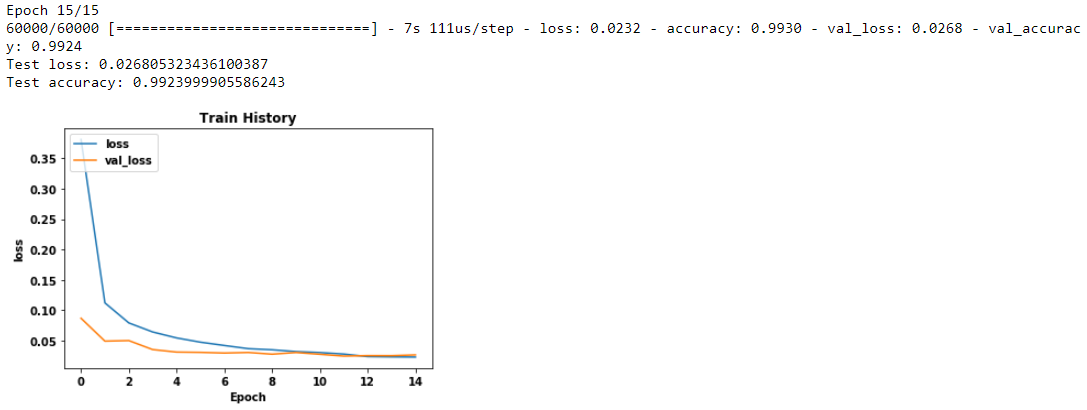 Epoch 15/15
60000/60000 [==============================] - 7s 111us/step - loss: 0.0232 - accuracy: 0.9930 - val_loss: 0.0268 - val_accurac
y: 0.9924
Test loss: 0.026805323436100387
Test accuracy: 0.9923999905586243
Train History
loss
val_loss
0.35
0.30
0.25
0.20
0.15
0.10
0.05
loss
0 2 4 6 8 10 12 14
Epoch